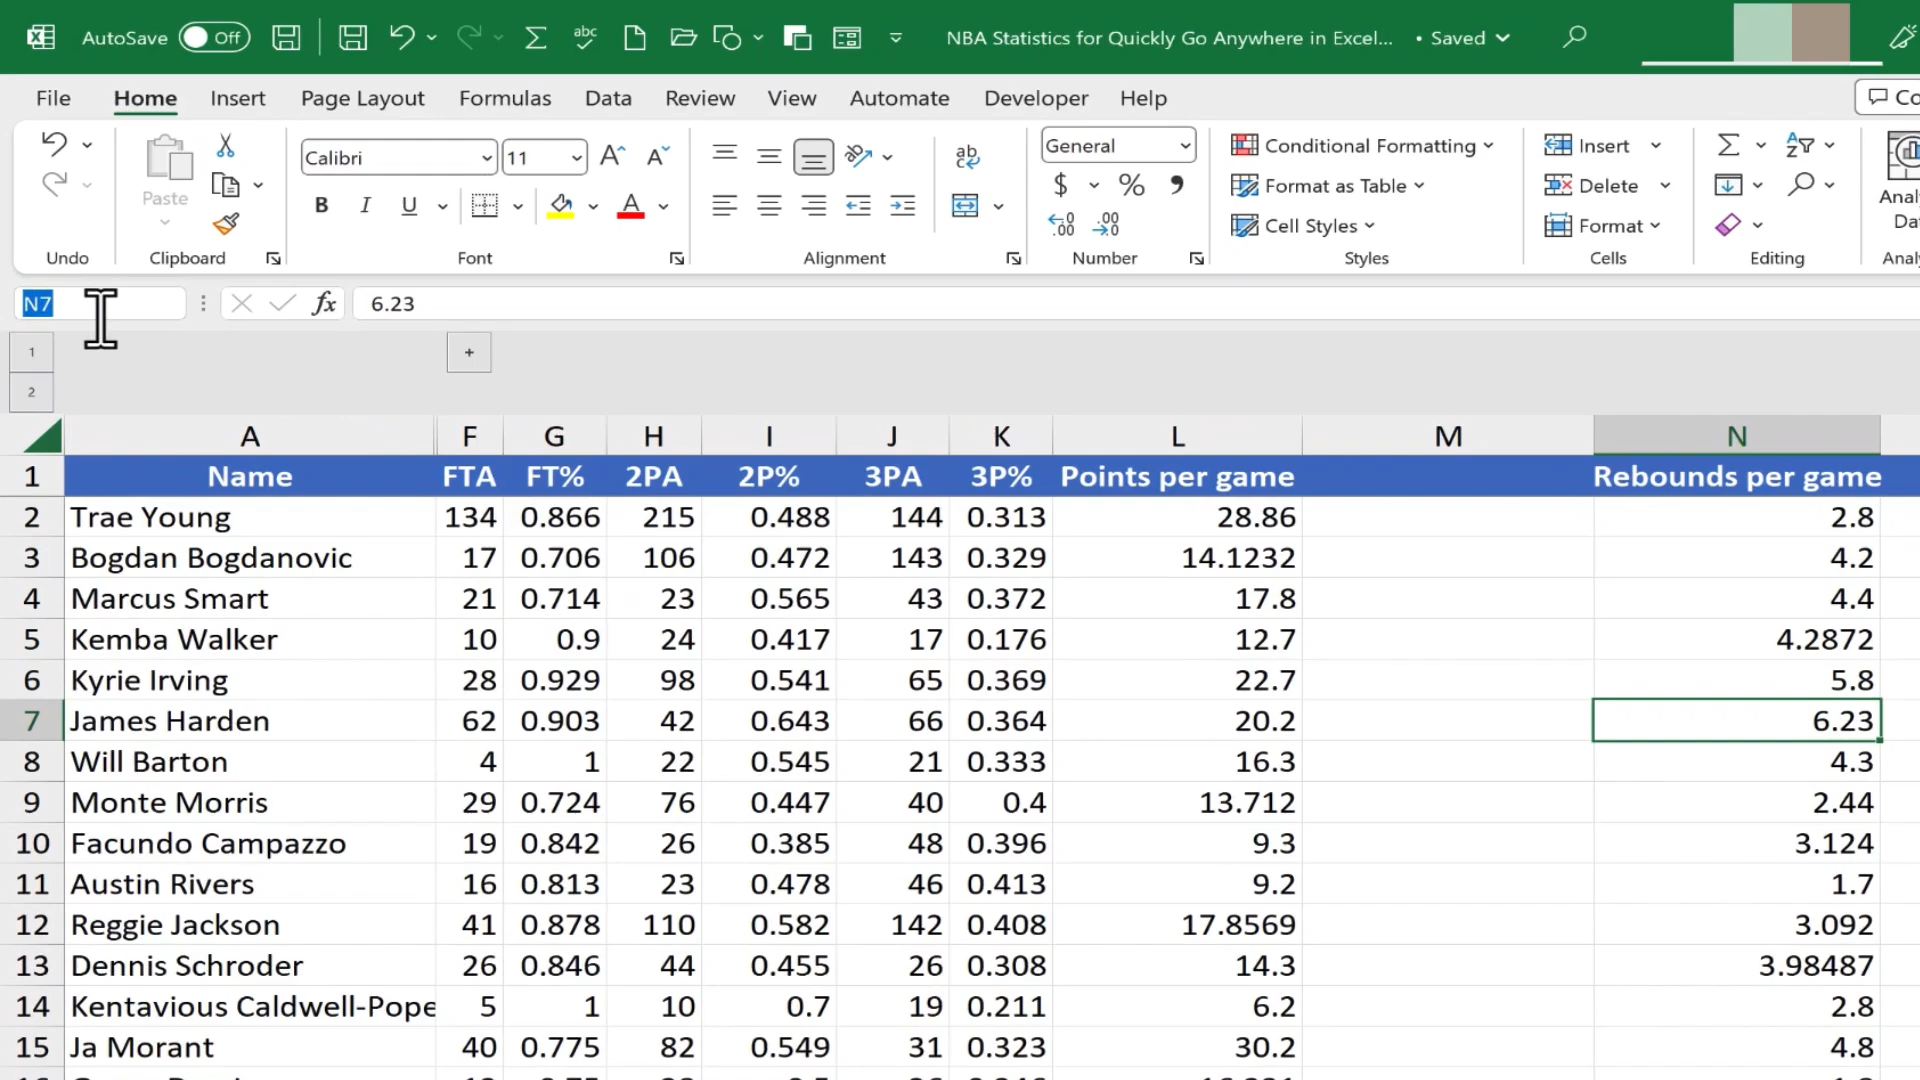 AutoSave Off NBA Statistics for Quickly Go Anywhere in Excel... • Saved
File Home Insert Page Layout Formulas Data Review View Automate Developer Help Co
Calibri 11 General Conditional Formatting Insert
Paste Format as Table Delete
B I U $ % Cell Styles Format Analy
Da
Undo Clipboard Font Alignment Number Styles Cells Editing Analy
N7 fx 6.23
1 +
2
A F G H I J K L M N
1 Name FTA FT% 2PA 2P% 3PA 3P% Points per game Rebounds per game
2 Trae Young 134 0.866 215 0.488 144 0.313 28.86 2.8
3 Bogdan Bogdanovic 17 0.706 106 0.472 143 0.329 14.1232 4.2
4 Marcus Smart 21 0.714 23 0.565 43 0.372 17.8 4.4
5 Kemba Walker 10 0.9 24 0.417 17 0.176 12.7 4.2872
6 Kyrie Irving 28 0.929 98 0.541 65 0.369 22.7 5.8
7 James Harden 62 0.903 42 0.643 66 0.364 20.2 6.23
8 Will Barton 4 1 22 0.545 21 0.333 16.3 4.3
9 Monte Morris 29 0.724 76 0.447 40 0.4 13.712 2.44
10 Facundo Campazzo 19 0.842 26 0.385 48 0.396 9.3 3.124
11 Austin Rivers 16 0.813 23 0.478 46 0.413 9.2 1.7
12 Reggie Jackson 41 0.878 110 0.582 142 0.408 17.8569 3.092
13 Dennis Schroder 26 0.846 44 0.455 26 0.308 14.3 3.98487
14 Kentavious Caldwell-Pope 5 1 10 0.7 19 0.211 6.2 2.8
15 Ja Morant 40 0.775 82 0.549 31 0.323 30.2 4.8